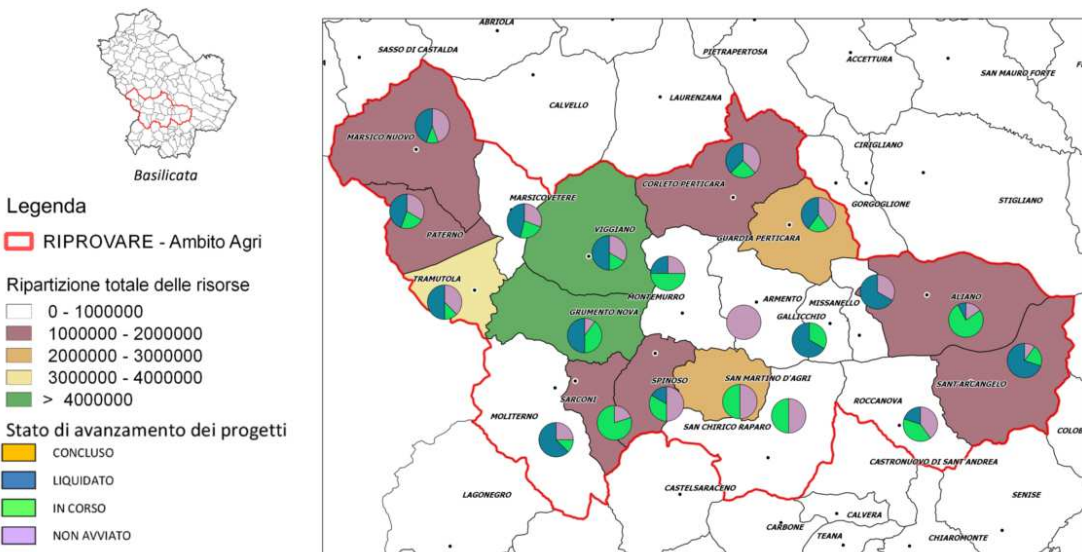 Basilicata
Legenda
RIPROVARE - Ambito Agri
Ripartizione totale delle risorse
0 - 1000000
1000000 - 2000000
2000000 - 3000000
3000000 - 4000000
> 4000000
Stato di avanzamento dei progetti
CONCLUSO
LIQUIDATO
IN CORSO
NON AVVIATO
ABRIOLA
SASSO DI CASTALDA
PIETRAPERTOSA
ACCETTURA
SAN MAURO FORTE
CALVELLO
LAURENZANA
MARSICO NUOVO
CIRIGLIANO
CORLETO PERTICARA
MARSICOVETERE
GORGOGLIONE
STIGLIANO
VIGGIANO
PATERNO
GUARDIA PERTICARA
TRAMUTOLA
MONTEMURRO
ARMENTO
MISSANELLO
ALIANO
GRUMENTO NOVA
GALLICCHIO
SPINOSO
SAN MARTINO D'AGRI
SANT'ARCANGELO
SARCONI
ROCCANOVA
MOLITERNO
SAN CHIRICO RAPARO
COLOB
CASTRONUOVO DI SANT'ANDREA
LAGONEGRO
CASTELSARACENO
SENISE
CALVERA
CARBONE
TEANA
CHIAROMONTE